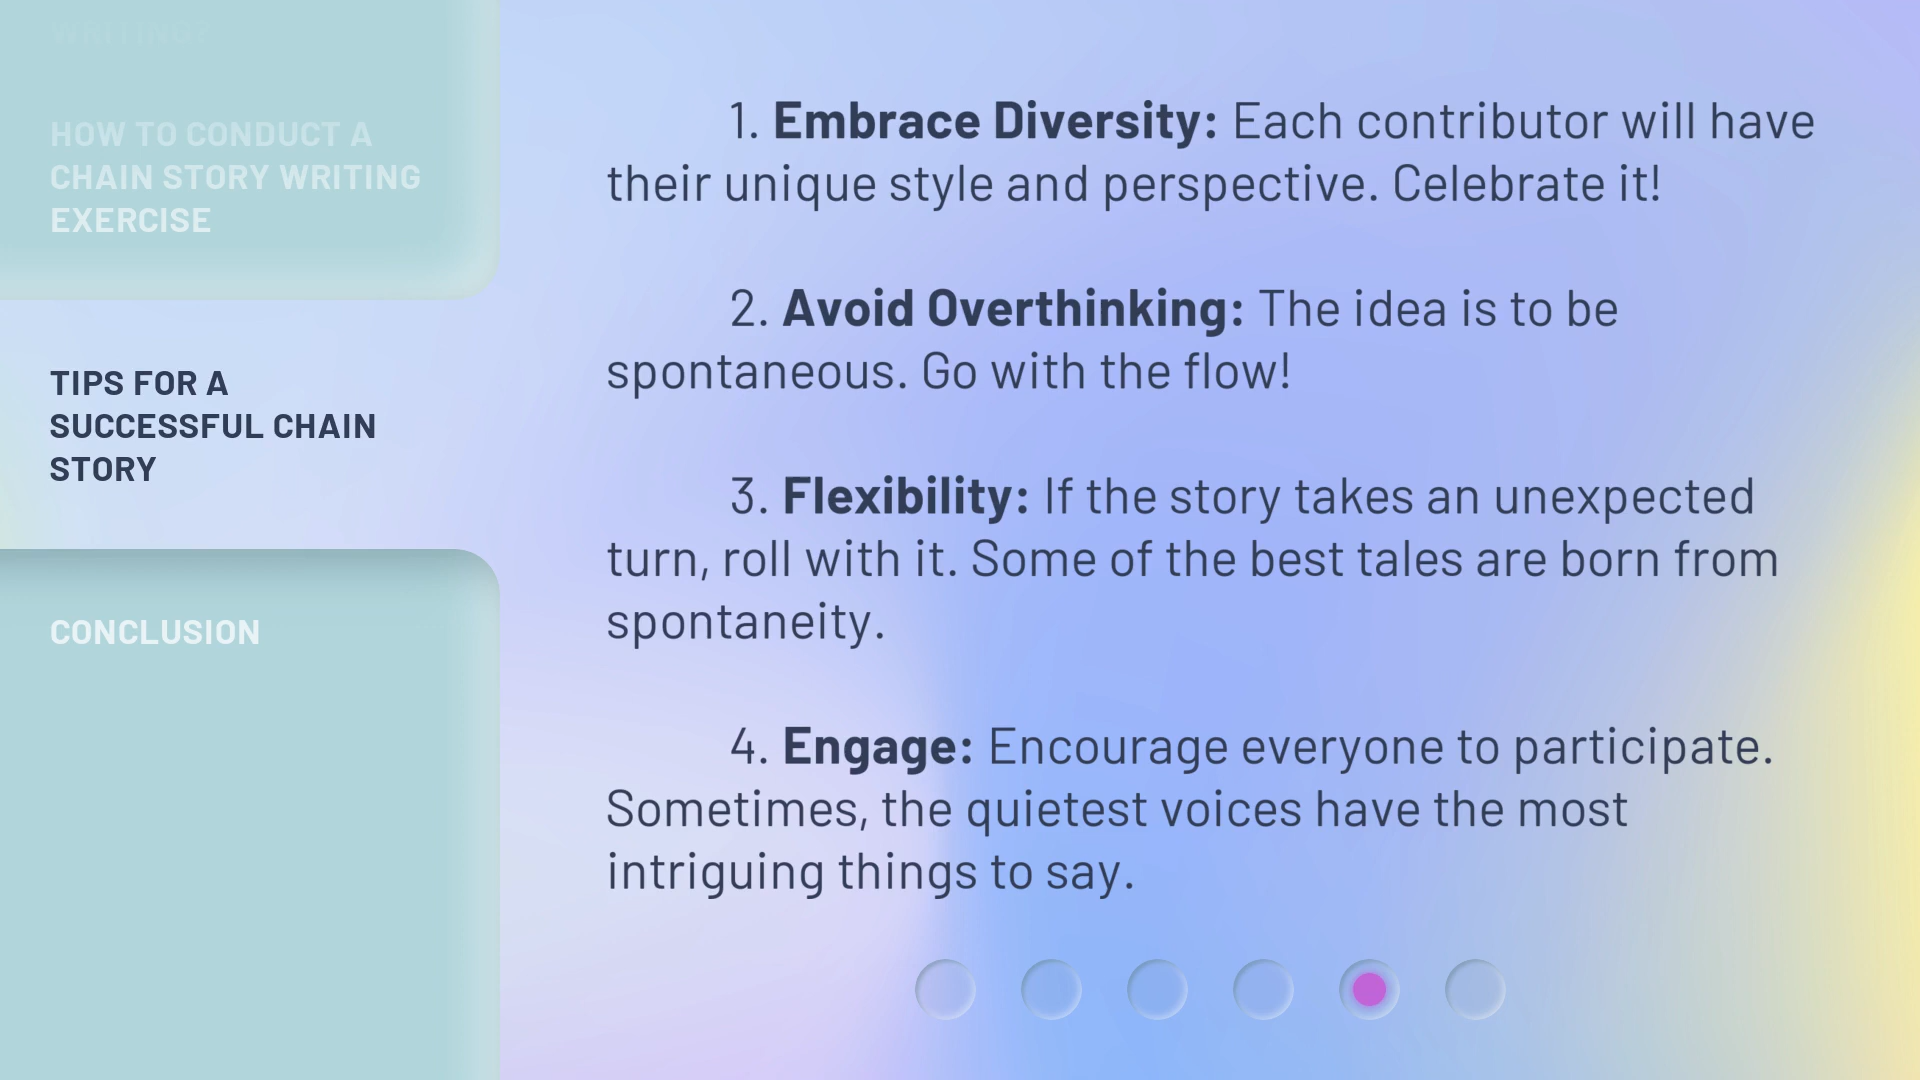 WRITING?
HOW TO CONDUCT A
CHAIN STORY WRITING
EXERCISE
TIPS FOR A
SUCCESSFUL CHAIN
STORY
CONCLUSION
1. Embrace Diversity: Each contributor will have
their unique style and perspective. Celebrate it!
2. Avoid Overthinking: The idea is to be
spontaneous. Go with the flow!
3. Flexibility: If the story takes an unexpected
turn, roll with it. Some of the best tales are born from
spontaneity.
4. Engage: Encourage everyone to participate.
Sometimes, the quietest voices have the most
intriguing things to say.